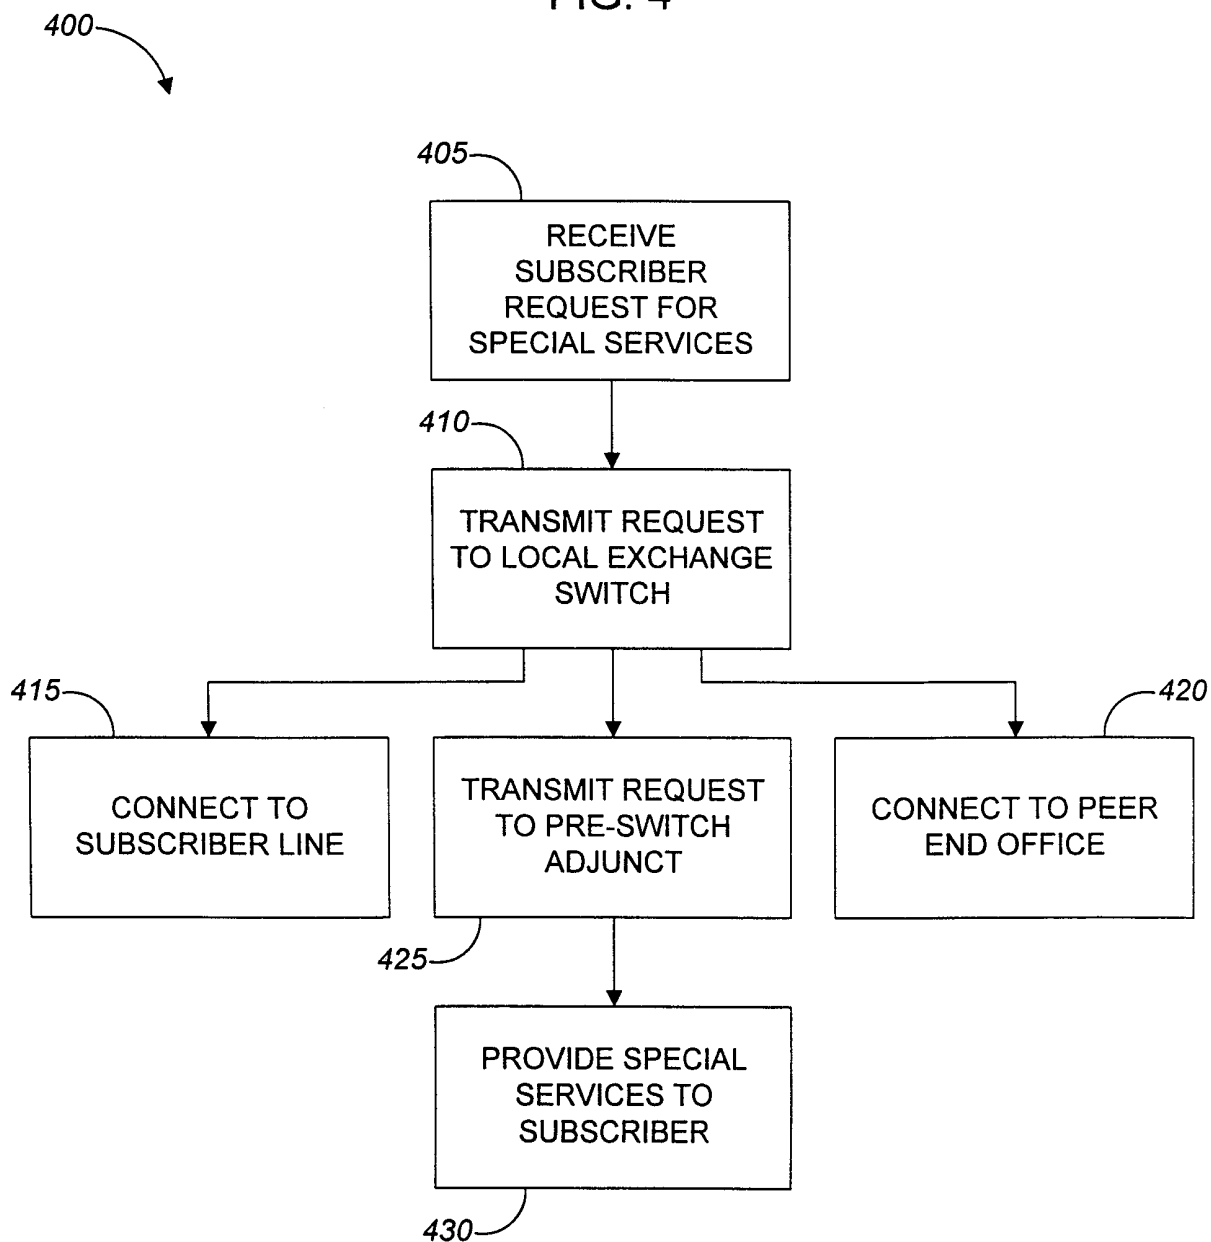 FIG. 4
400
405
RECEIVE
SUBSCRIBER
REQUEST FOR
SPECIAL SERVICES
410
TRANSMIT REQUEST
TO LOCAL EXCHANGE
SWITCH
415
CONNECT TO
SUBSCRIBER LINE
TRANSMIT REQUEST
TO PRE-SWITCH
ADJUNCT
425
420
CONNECT TO PEER
END OFFICE
PROVIDE SPECIAL
SERVICES TO
SUBSCRIBER
430